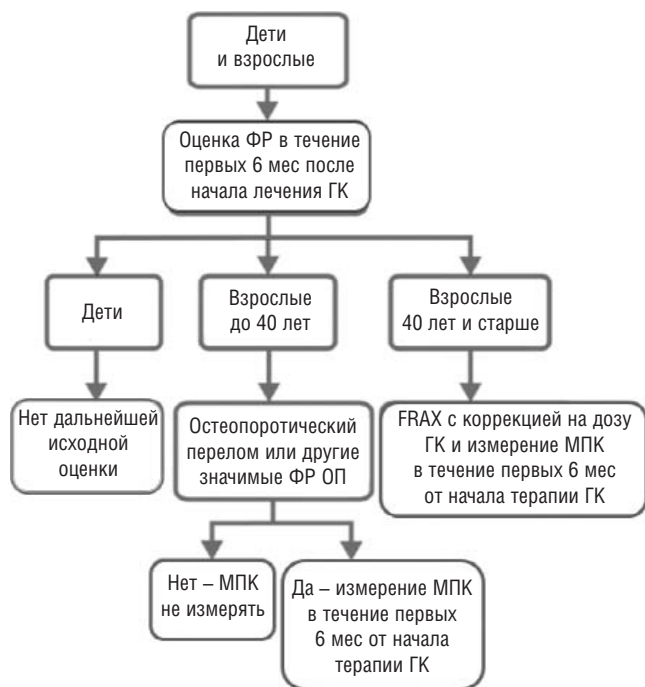 Дети
и взрослые
Оценка ФР в течение
первых 6 мес после
начала лечения ГК
Дети
Взрослые
до 40 лет
Взрослые
40 лет и старше
Нет дальнейшей
исходной
оценки
Остеопоротический
перелом или другие
значимые ФР ОП
FRAX с коррекцией на дозу
ГК и измерение МПК
в течение первых 6 мес
от начала терапии ГК
Нет – МПК
не измерять
Да – измерение МПК
в течение первых
6 мес от начала
терапии ГК